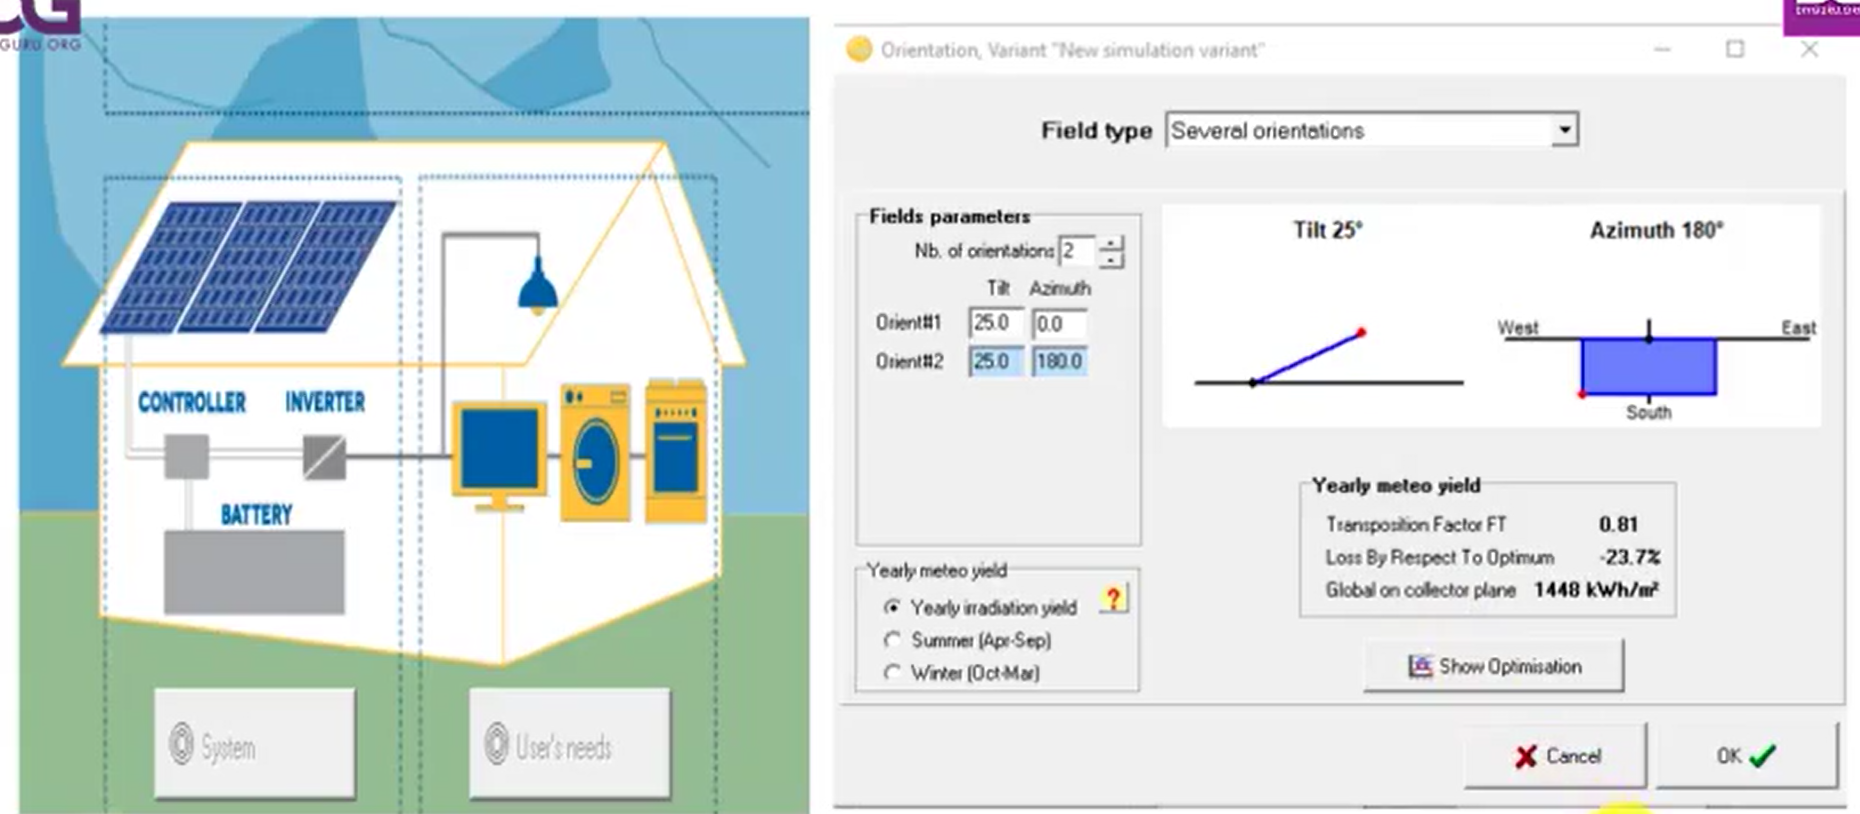 CG
GURU.ORG
CONTROLLER INVERTER
BATTERY
System
User's needs
Orientation, Variant "New simulation variant"
Field type Several orientations
Fields parameters
Nb. of orientations 2
Tilt Azimuth
Orient#1 25.0 0.0
Orient#2 25.0 180.0
Tilt 25° Azimuth 180°
West East
South
Yearly meteo yield
Yearly irradiation yield ?
Summer (Apr-Sep)
Winter (Oct-Mar)
Yearly meteo yield
Transposition Factor FT 0.81
Loss By Respect To Optimum -23.7%
Global on collector plane 1448 kWh/m²
Show Optimisation
Cancel OK